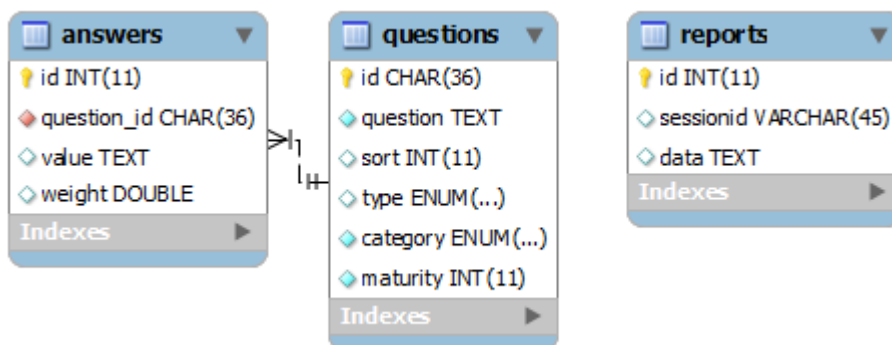 answers
id INT(11)
question_id CHAR(36)
value TEXT
weight DOUBLE
Indexes
questions
id CHAR(36)
question TEXT
sort INT(11)
type ENUM(...)
category ENUM(...)
maturity INT(11)
Indexes
reports
id INT(11)
sessionid VARCHAR(45)
data TEXT
Indexes